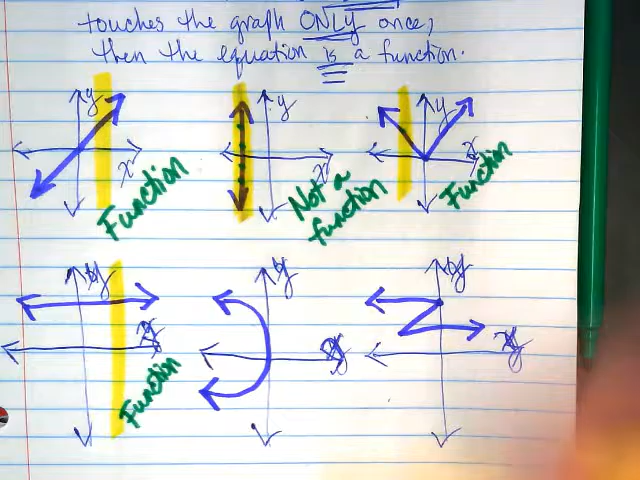 touches the graph ONLY once,
then the equation is a function.
y
x
Function
y
x
Not a
function
y
x
Function
y
Function
y
y